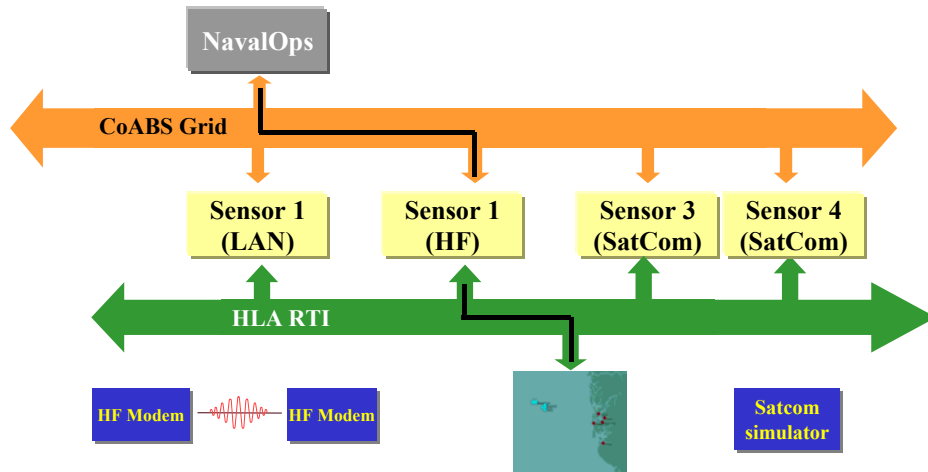 NavalOps
CoABS Grid
Sensor 1
(LAN)
Sensor 1
(HF)
Sensor 3
(SatCom)
Sensor 4
(SatCom)
HLA RTI
HF Modem
HF Modem
Satcom
simulator